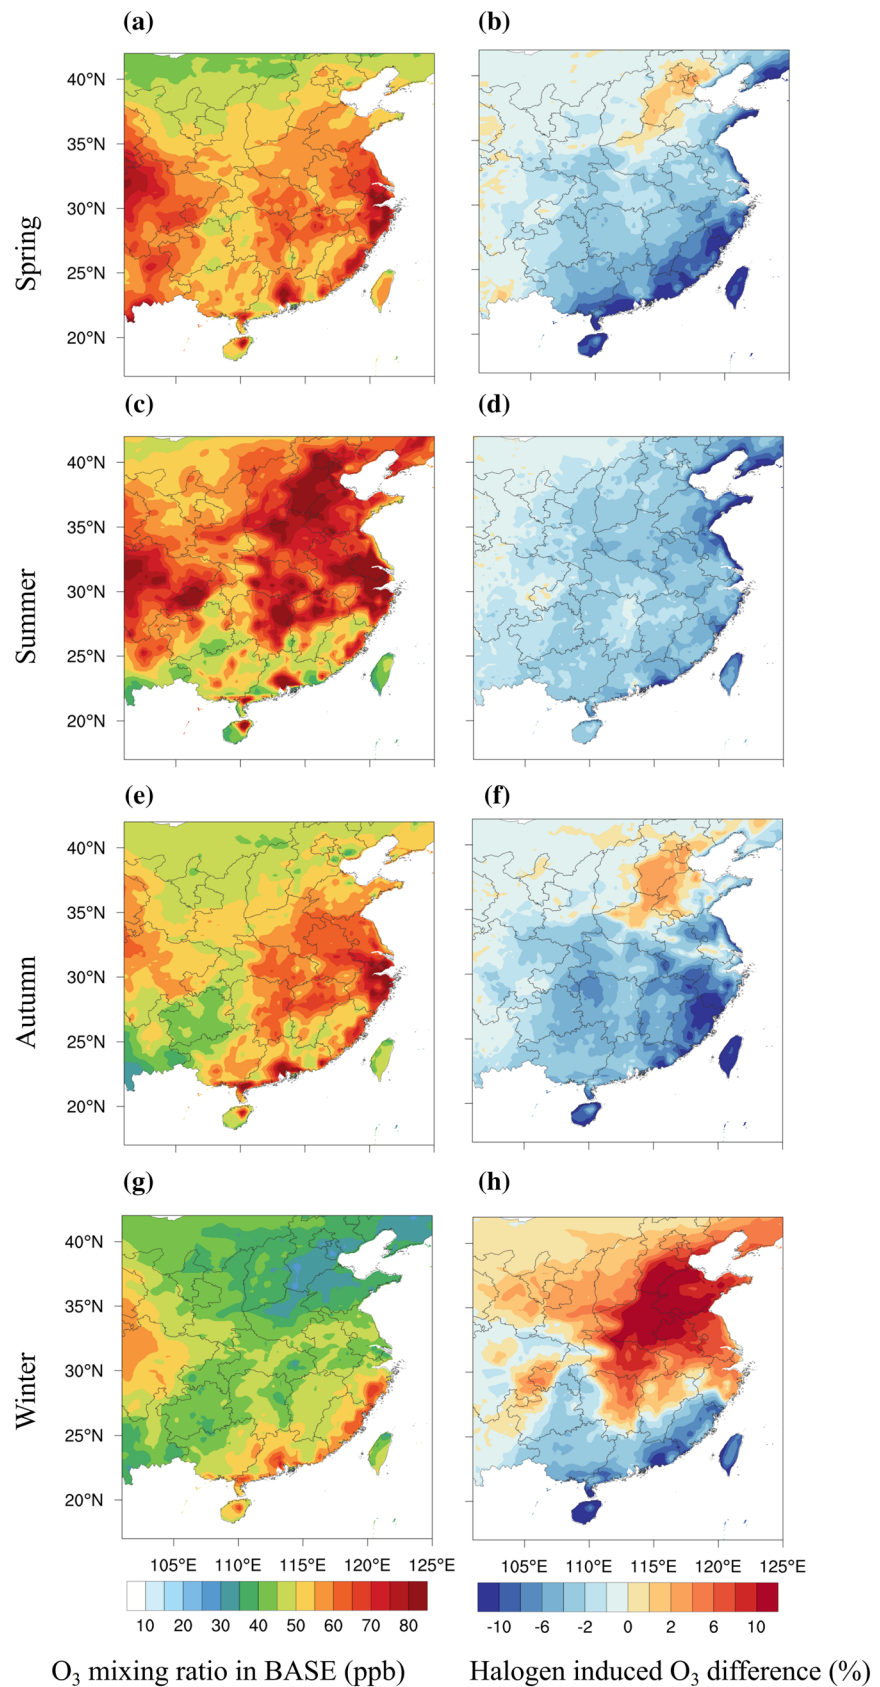 (a) (b)
40°N
35°N
30°N
25°N
20°N
Spring
(c) (d)
40°N
35°N
30°N
25°N
20°N
Summer
(e) (f)
40°N
35°N
30°N
25°N
20°N
Autumn
(g) (h)
40°N
35°N
30°N
25°N
20°N
Winter
105°E 110°E 115°E 120°E 125°E 105°E 110°E 115°E 120°E 125°E
10 20 30 40 50 60 70 80 -10 -6 -2 0 2 6 10
O₃ mixing ratio in BASE (ppb) Halogen induced O₃ difference (%)